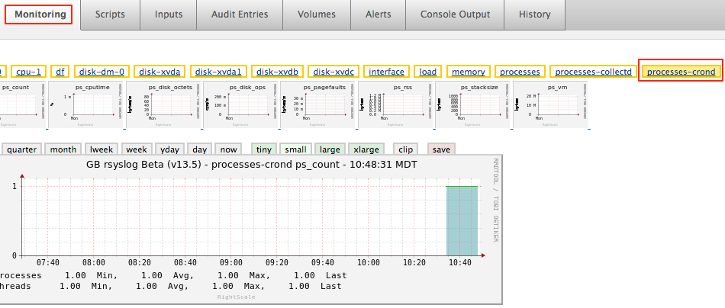 Monitoring Scripts Inputs Audit Entries Volumes Alerts Console Output History
cpu-1 df disk-dm-0 disk-xvda disk-xvda1 disk-xvdb disk-xvdc interface load memory processes processes-collectd processes-crond
ps_count ps_cputime ps_disk_octets ps_disk_ops ps_pagefaults ps_rss ps_stacksize ps_vm
quarter month lweek week yday day now tiny small large xlarge clip save
GB rsyslog Beta (v13.5) - processes-crond ps_count - 10:48:31 MDT
RRDTOOL / TOBI OETIKER
1
0
07:40 08:00 08:20 08:40 09:00 09:20 09:40 10:00 10:20 10:40
rocesses 1.00 Min, 1.00 Avg, 1.00 Max, 1.00 Last
hreads 1.00 Min, 1.00 Avg, 1.00 Max, 1.00 Last
RightScale